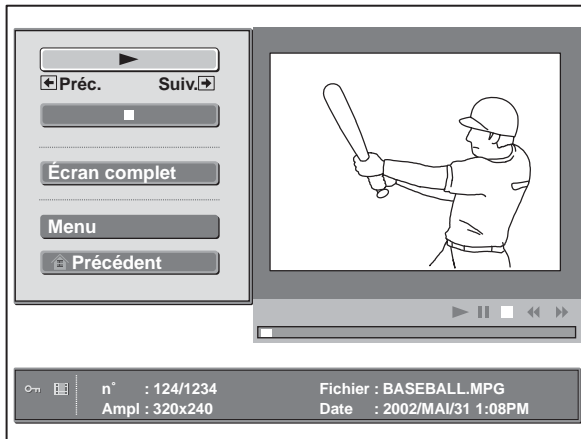 Préc. Suiv.
Écran complet
Menu
Précédent
n° : 124/1234 Fichier : BASEBALL.MPG
Ampl : 320x240 Date : 2002/MAI/31 1:08PM